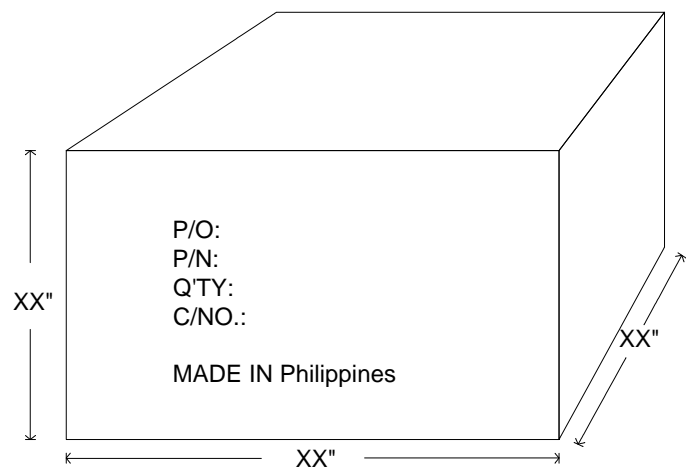 P/O:
P/N:
Q'TY:
C/NO.:
MADE IN Philippines
XX"
XX"
XX"